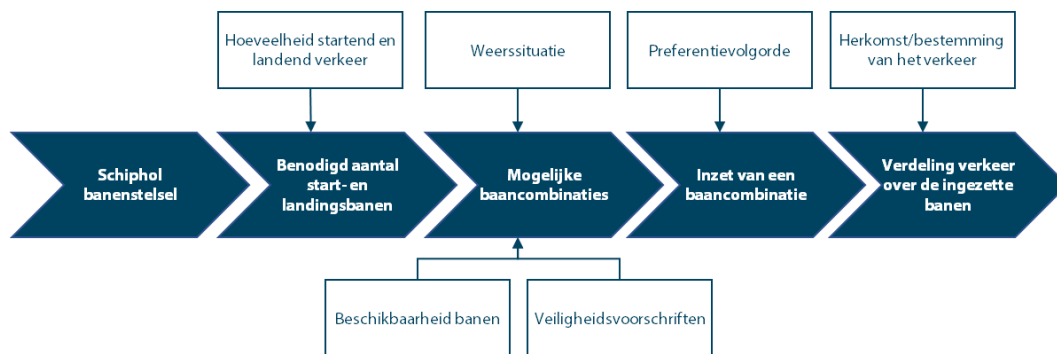 Hoeveelheid startend en
landend verkeer
Weerssituatie
Preferentievolgorde
Herkomst/bestemming
van het verkeer
Schiphol
banenstelsel
Benodigd aantal
start- en
landingsbanen
Mogelijke
baancombinaties
Inzet van een
baancombinatie
Verdeling verkeer
over de ingezette
banen
Beschikbaarheid banen
Veiligheidsvoorschriften